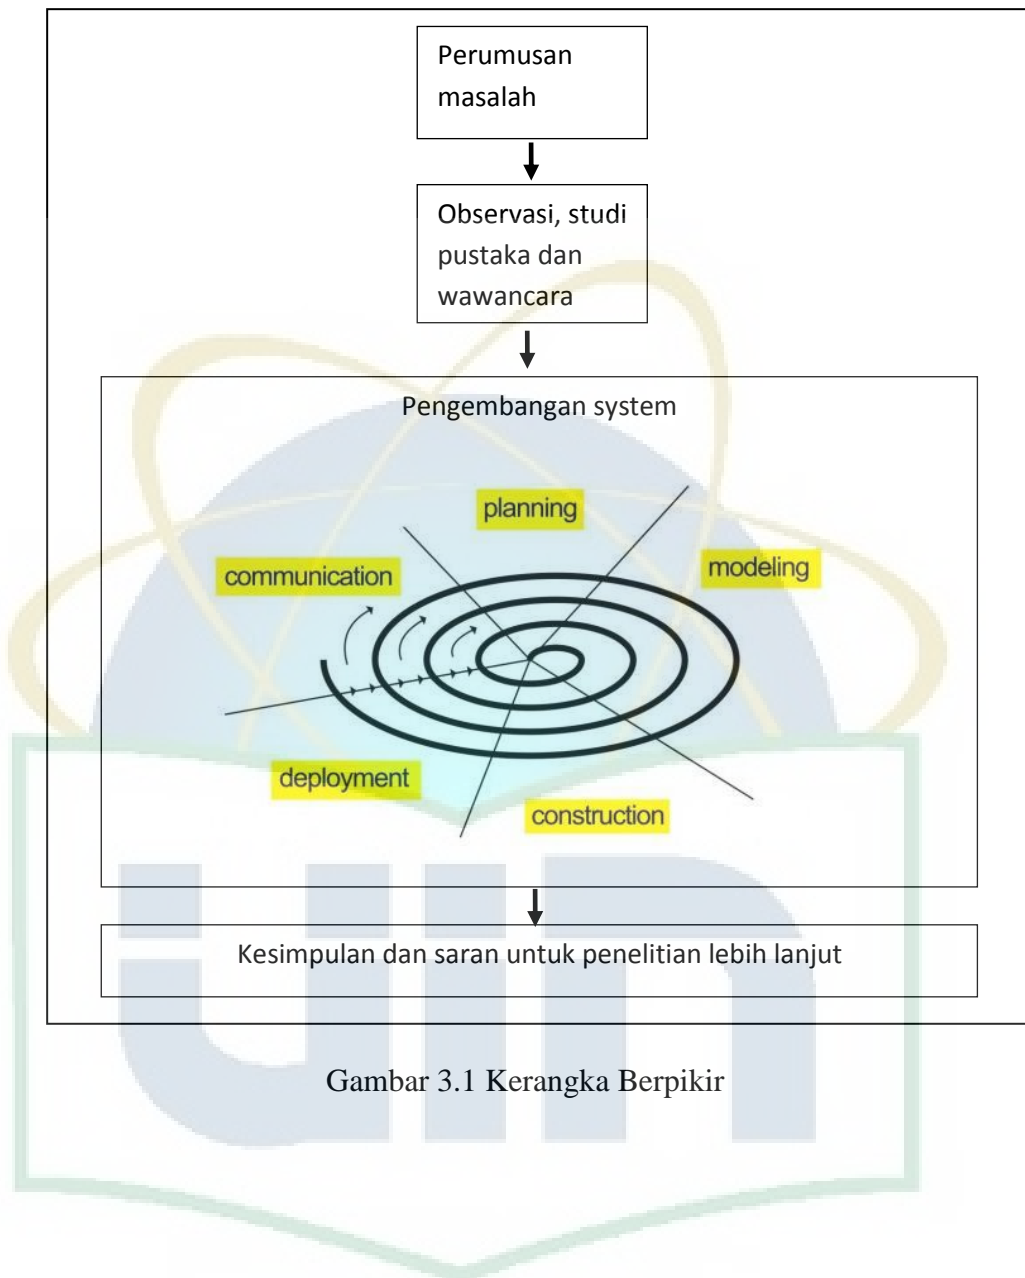 Perumusan
masalah
Observasi, studi
pustaka dan
wawancara
Pengembangan system
planning
communication
modeling
deployment
construction
Kesimpulan dan saran untuk penelitian lebih lanjut
Gambar 3.1 Kerangka Berpikir
uin